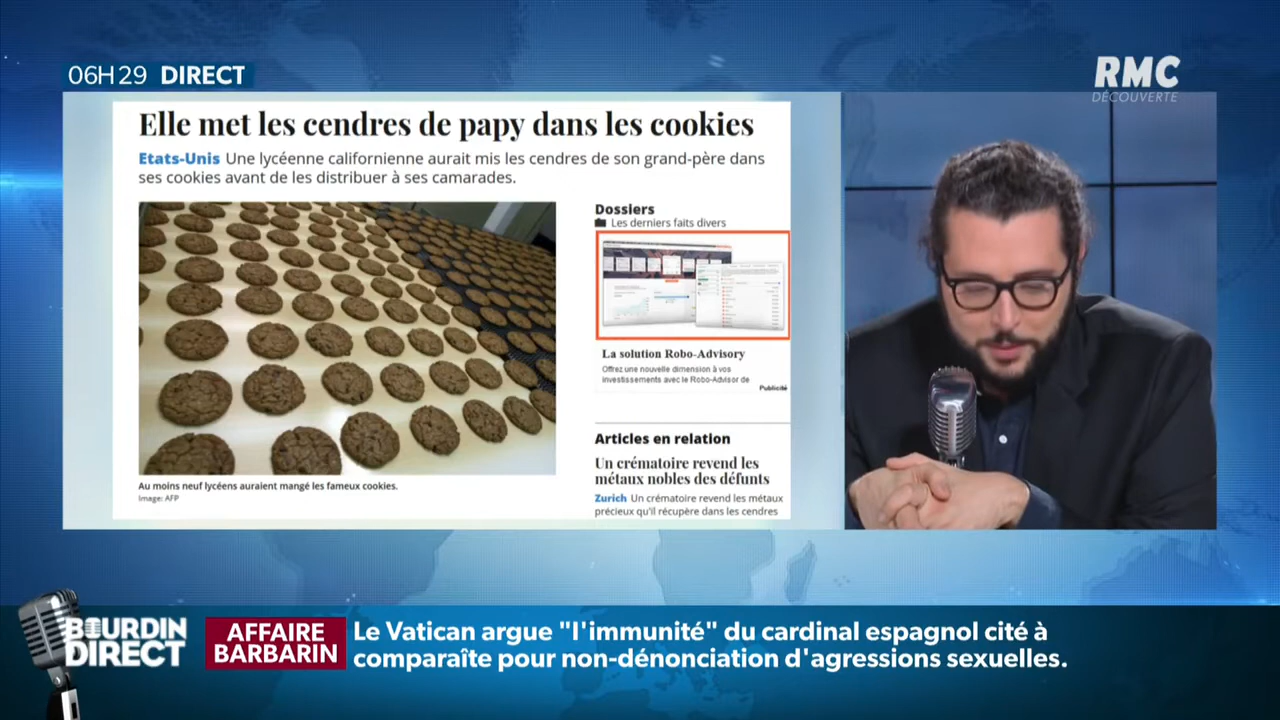 06H29 DIRECT
RMC
DÉCOUVERTE
Elle met les cendres de papy dans les cookies
Etats-Unis Une lycéenne californienne aurait mis les cendres de son grand-père dans
ses cookies avant de les distribuer à ses camarades.
Dossiers
Les derniers faits divers
La solution Robo-Advisory
Offrez une nouvelle dimension à vos
investissements avec le Robo-Advisor de
Publicité
Articles en relation
Un crématoire revend les
métaux nobles des défunts
Zurich Un crématoire revend les métaux
précieux qu'il récupère dans les cendres
Au moins neuf lycéens auraient mangé les fameux cookies.
Image: AFP
BOURDIN
DIRECT
AFFAIRE
BARBARIN
Le Vatican argue "l'immunité" du cardinal espagnol cité à
comparaîte pour non-dénonciation d'agressions sexuelles.